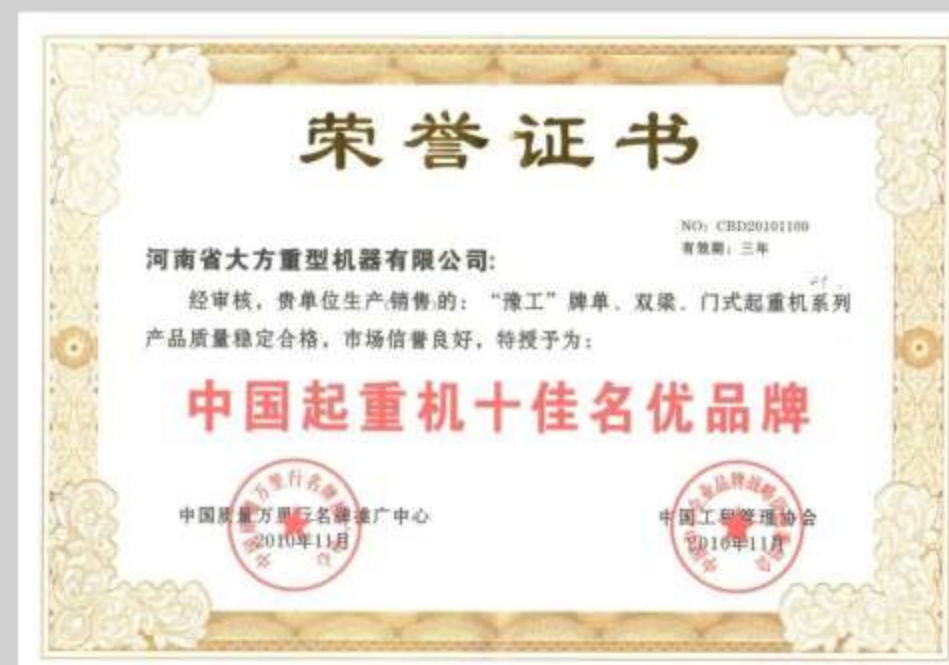 荣誉证书
NO: CBD20101100
有效期: 三年
河南省大方重型机器有限公司:
经审核, 贵单位生产销售的: “豫工”牌单、双梁、门式起重机系列
产品质量稳定合格, 市场信誉良好, 特授予为:
中国起重机十佳名优品牌
中国质量万里行名牌推广中心
2010年11月
中国工程管理协会
2010年11月